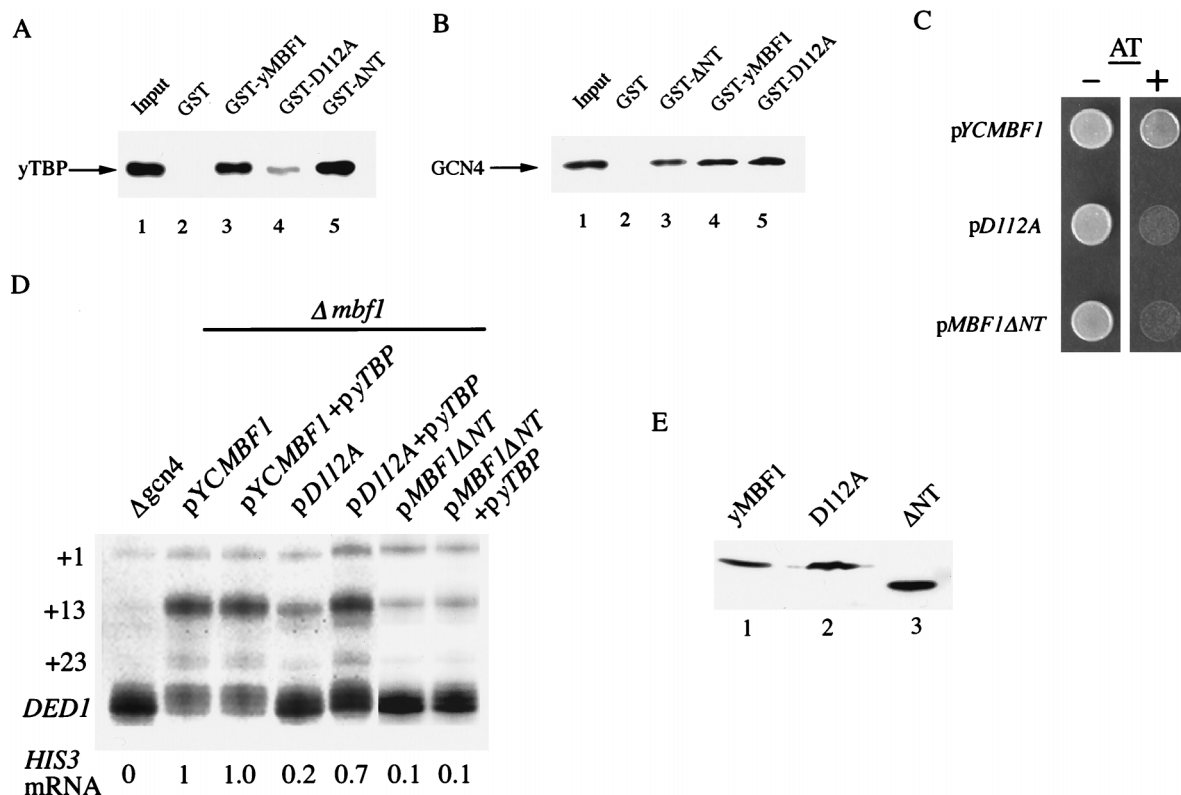 A
Input GST GST-yMBF1 GST-D112A GST-ΔNT
yTBP
1 2 3 4 5
B
Input GST GST-ΔNT GST-yMBF1 GST-D112A
GCN4
1 2 3 4 5
C
AT
− +
pYCMBF1
pD112A
pMBF1ΔNT
D
Δmbf1
Δgcn4
pYCMBF1
pYCMBF1+pyTBP
pD112A
pD112A+pyTBP
pMBF1ΔNT
pMBF1ΔNT
+pyTBP
+1
+13
+23
DED1
HIS3
mRNA
0 1 1.0 0.2 0.7 0.1 0.1
E
yMBF1 D112A ΔNT
1 2 3